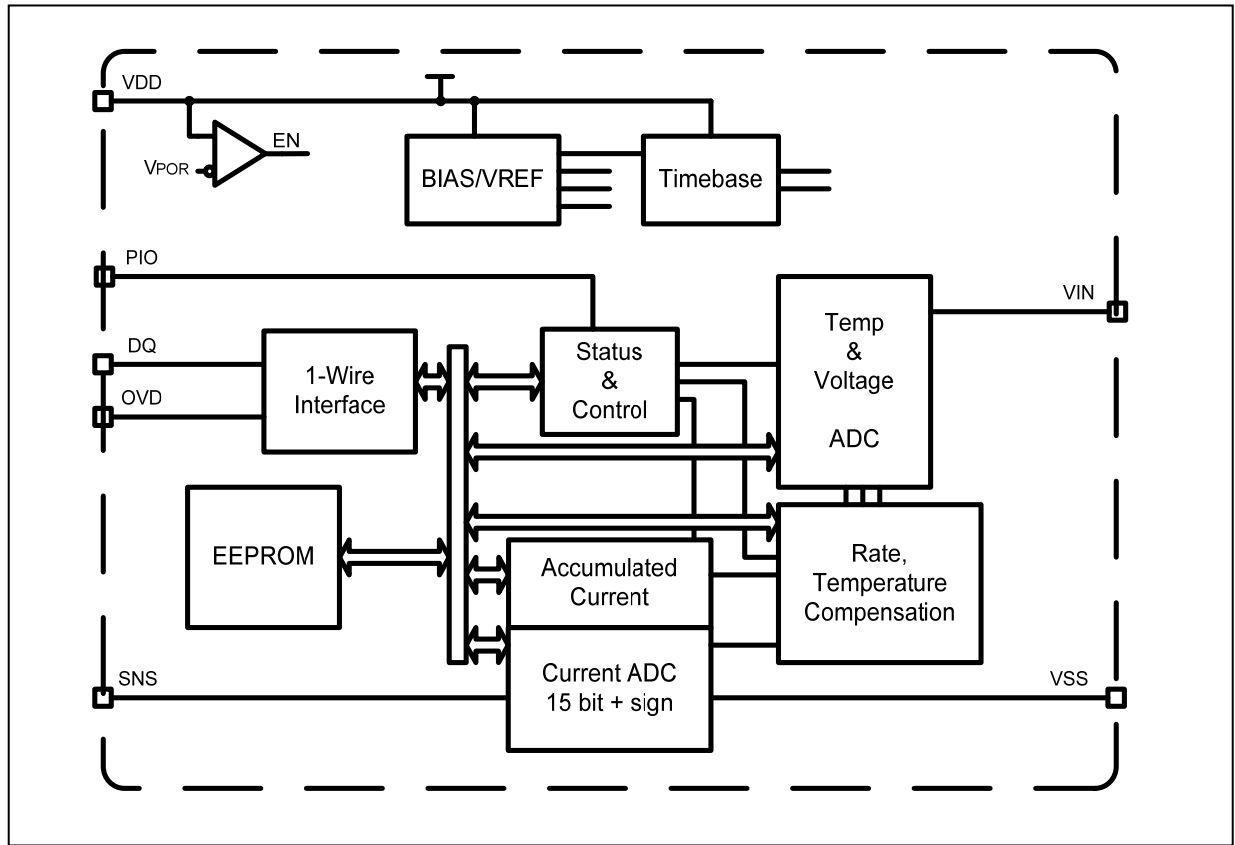 VDD
EN
VPOR
BIAS/VREF
Timebase
PIO
VIN
DQ
OVD
1-Wire
Interface
Status
&
Control
Temp
&
Voltage
ADC
EEPROM
Accumulated
Current
Rate,
Temperature
Compensation
SNS
Current ADC
15 bit + sign
VSS